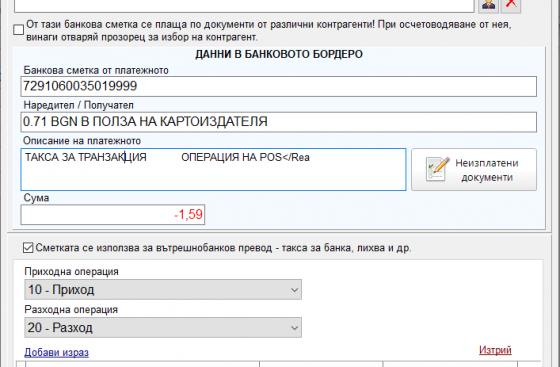 От тази банкова сметка се плаща по документи от различни контрагенти! При осчетоводяване от нея,
винаги отваряй прозорец за избор на контрагент.
ДАННИ В БАНКОВОТО БОРДЕРО
Банкова сметка от платежното
7291060035019999
Наредител / Получател
0.71 BGN В ПОЛЗА НА КАРТОИЗДАТЕЛЯ
Описание на платежното
ТАКСА ЗА ТРАНЗАКЦИЯ ОПЕРАЦИЯ НА POS</Rea
Неизплатени
документи
Сума
-1,59
Сметката се използва за вътрешнобанков превод - такса за банка, лихва и др.
Приходна операция
10 - Приход
Разходна операция
20 - Разход
Добави израз
Изтрий